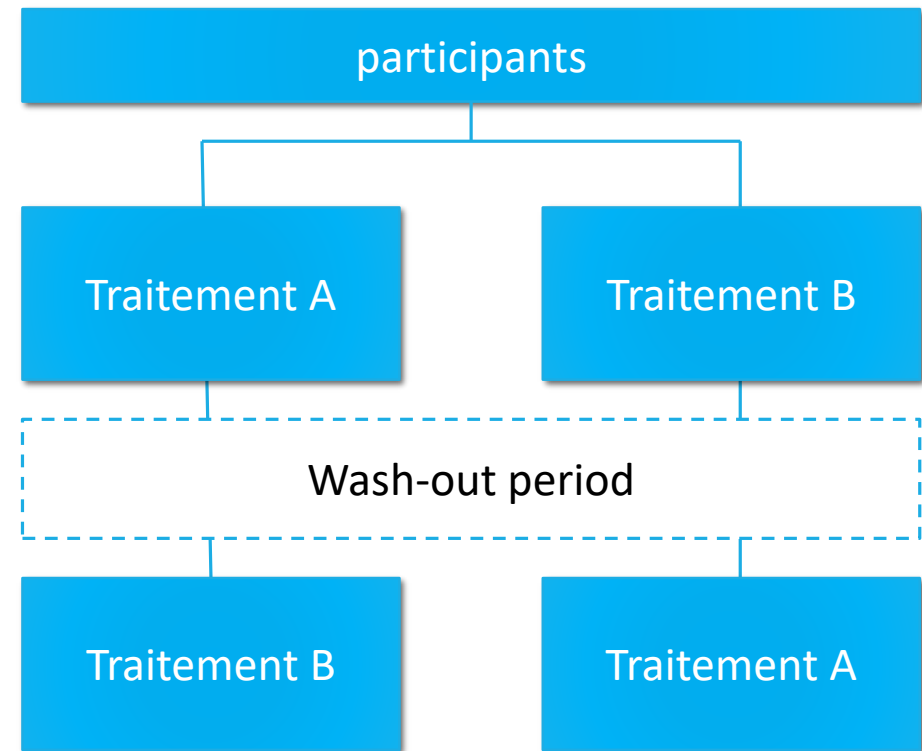 participants
Traitement A
Traitement B
Wash-out period
Traitement B
Traitement A